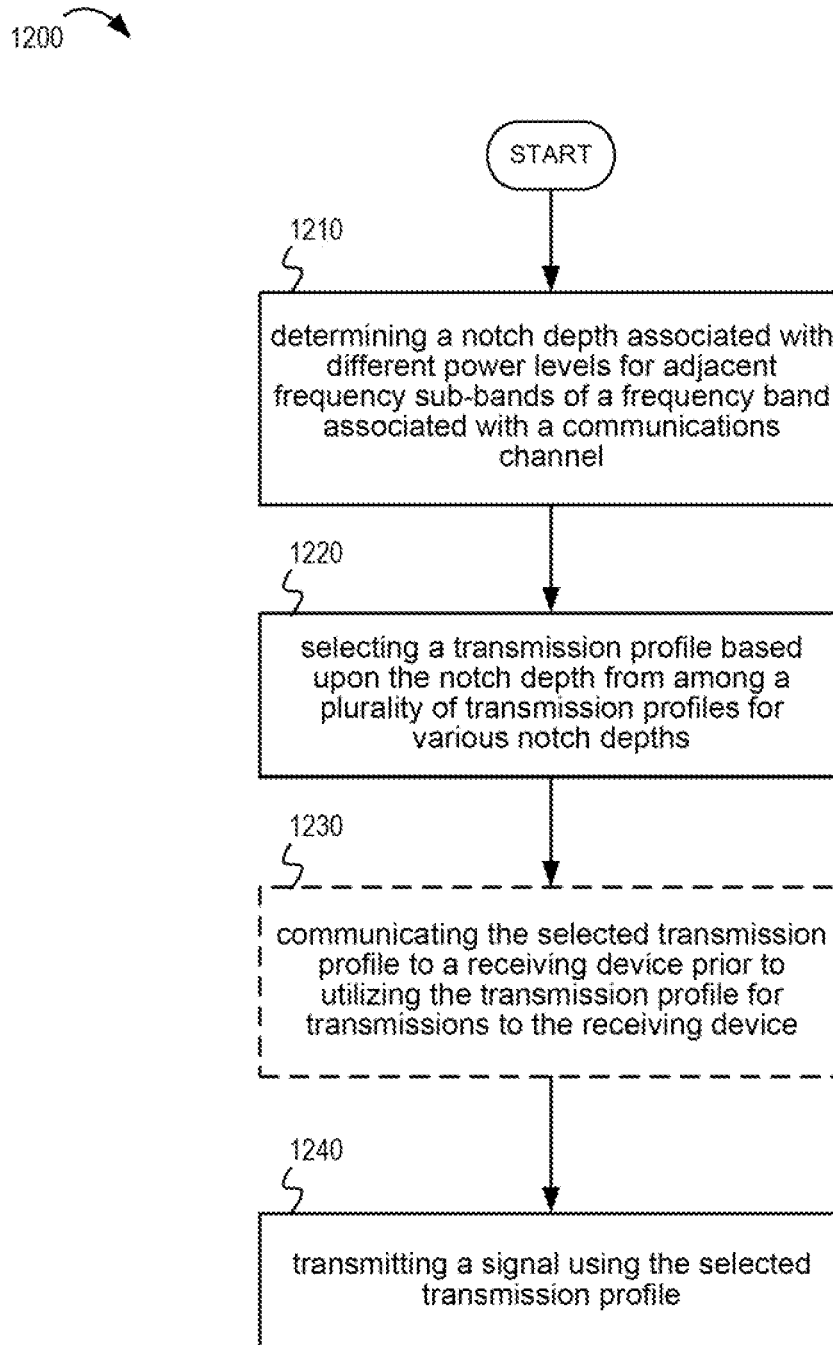 1200
START
1210
determining a notch depth associated with
different power levels for adjacent
frequency sub-bands of a frequency band
associated with a communications
channel
1220
selecting a transmission profile based
upon the notch depth from among a
plurality of transmission profiles for
various notch depths
1230
communicating the selected transmission
profile to a receiving device prior to
utilizing the transmission profile for
transmissions to the receiving device
1240
transmitting a signal using the selected
transmission profile